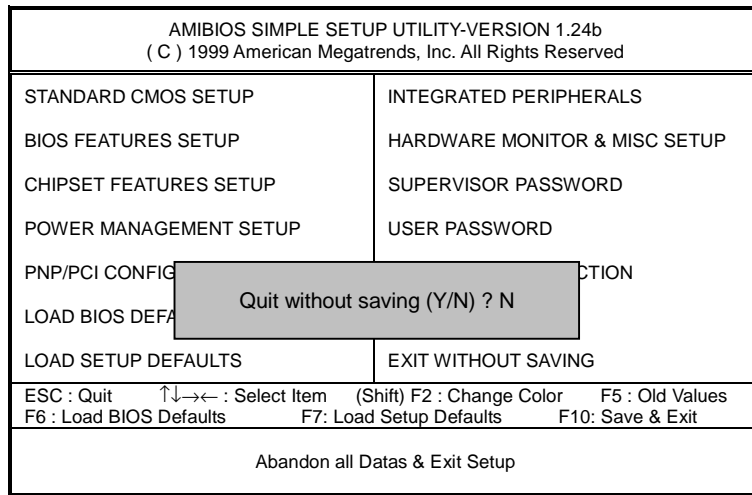 AMIBIOS SIMPLE SETUP UTILITY-VERSION 1.24b
( C ) 1999 American Megatrends, Inc. All Rights Reserved
STANDARD CMOS SETUP
INTEGRATED PERIPHERALS
BIOS FEATURES SETUP
HARDWARE MONITOR & MISC SETUP
CHIPSET FEATURES SETUP
SUPERVISOR PASSWORD
POWER MANAGEMENT SETUP
USER PASSWORD
PNP/PCI CONFIG
CTION
Quit without saving (Y/N) ? N
LOAD BIOS DEFA
LOAD SETUP DEFAULTS
EXIT WITHOUT SAVING
ESC : Quit ↑↓→← : Select Item (Shift) F2 : Change Color F5 : Old Values
F6 : Load BIOS Defaults F7: Load Setup Defaults F10: Save & Exit
Abandon all Datas & Exit Setup